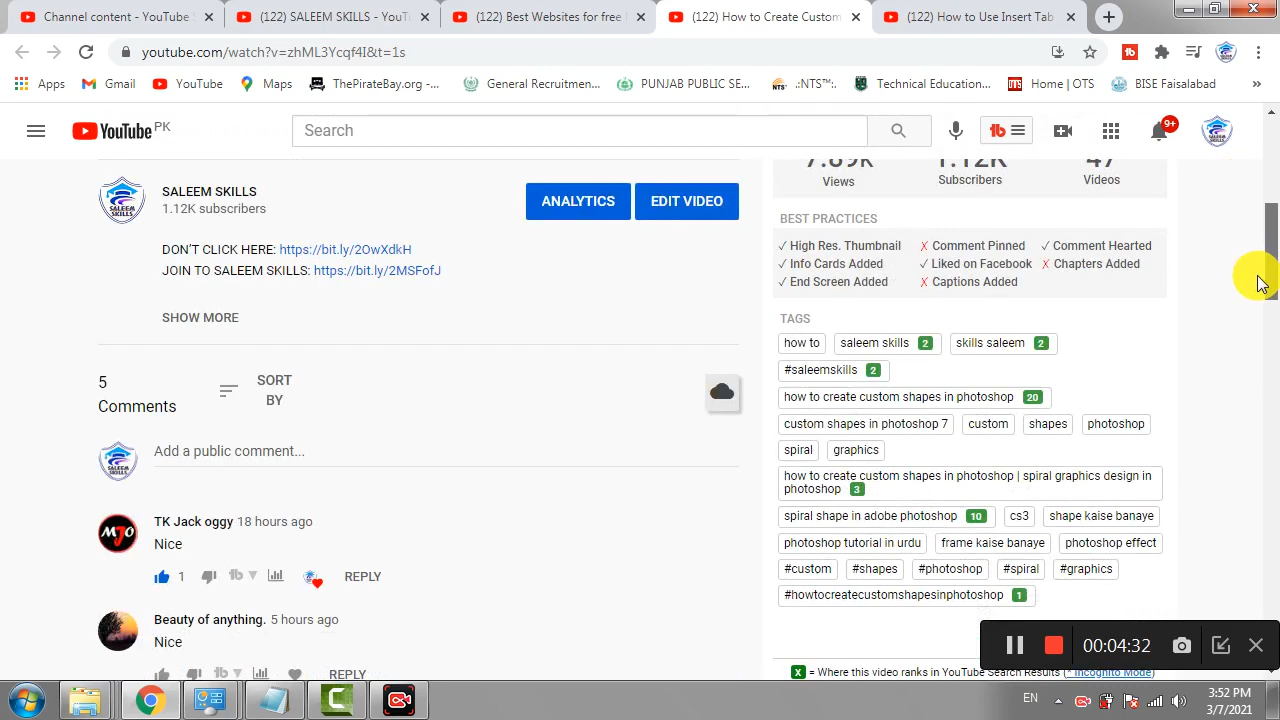 Channel content - YouTube
(122) SALEEM SKILLS - YouT
(122) Best Websites for free
(122) How to Create Custom
(122) How to Use Insert Tab
youtube.com/watch?v=zhML3Ycqf4I&t=1s
Apps
Gmail
YouTube
Maps
ThePirateBay.org -...
General Recruitmen...
PUNJAB PUBLIC SE...
.:NTS™:.
Technical Education...
Home | OTS
BISE Faisalabad
»
YouTube PK
Search
9+
7.89K
1.12K
47
Views
Subscribers
Videos
SALEEM SKILLS
1.12K subscribers
ANALYTICS
EDIT VIDEO
DON'T CLICK HERE: https://bit.ly/2OwXdkH
JOIN TO SALEEM SKILLS: https://bit.ly/2MSFofJ
SHOW MORE
5
Comments
SORT
BY
Add a public comment...
TK Jack oggy 18 hours ago
Nice
1
REPLY
Beauty of anything. 5 hours ago
Nice
REPLY
BEST PRACTICES
✓ High Res. Thumbnail
✗ Comment Pinned
✓ Comment Hearted
✓ Info Cards Added
✓ Liked on Facebook
✗ Chapters Added
✓ End Screen Added
✗ Captions Added
TAGS
how to
saleem skills 2
skills saleem 2
#saleemskills 2
how to create custom shapes in photoshop 20
custom shapes in photoshop 7
custom
shapes
photoshop
spiral
graphics
how to create custom shapes in photoshop | spiral graphics design in
photoshop 3
spiral shape in adobe photoshop 10
cs3
shape kaise banaye
photoshop tutorial in urdu
frame kaise banaye
photoshop effect
#custom
#shapes
#photoshop
#spiral
#graphics
#howtocreatecustomshapesinphotoshop 1
X = Where this video ranks in YouTube Search Results (* Incognito Mode)
00:04:32
EN
3:52 PM
3/7/2021